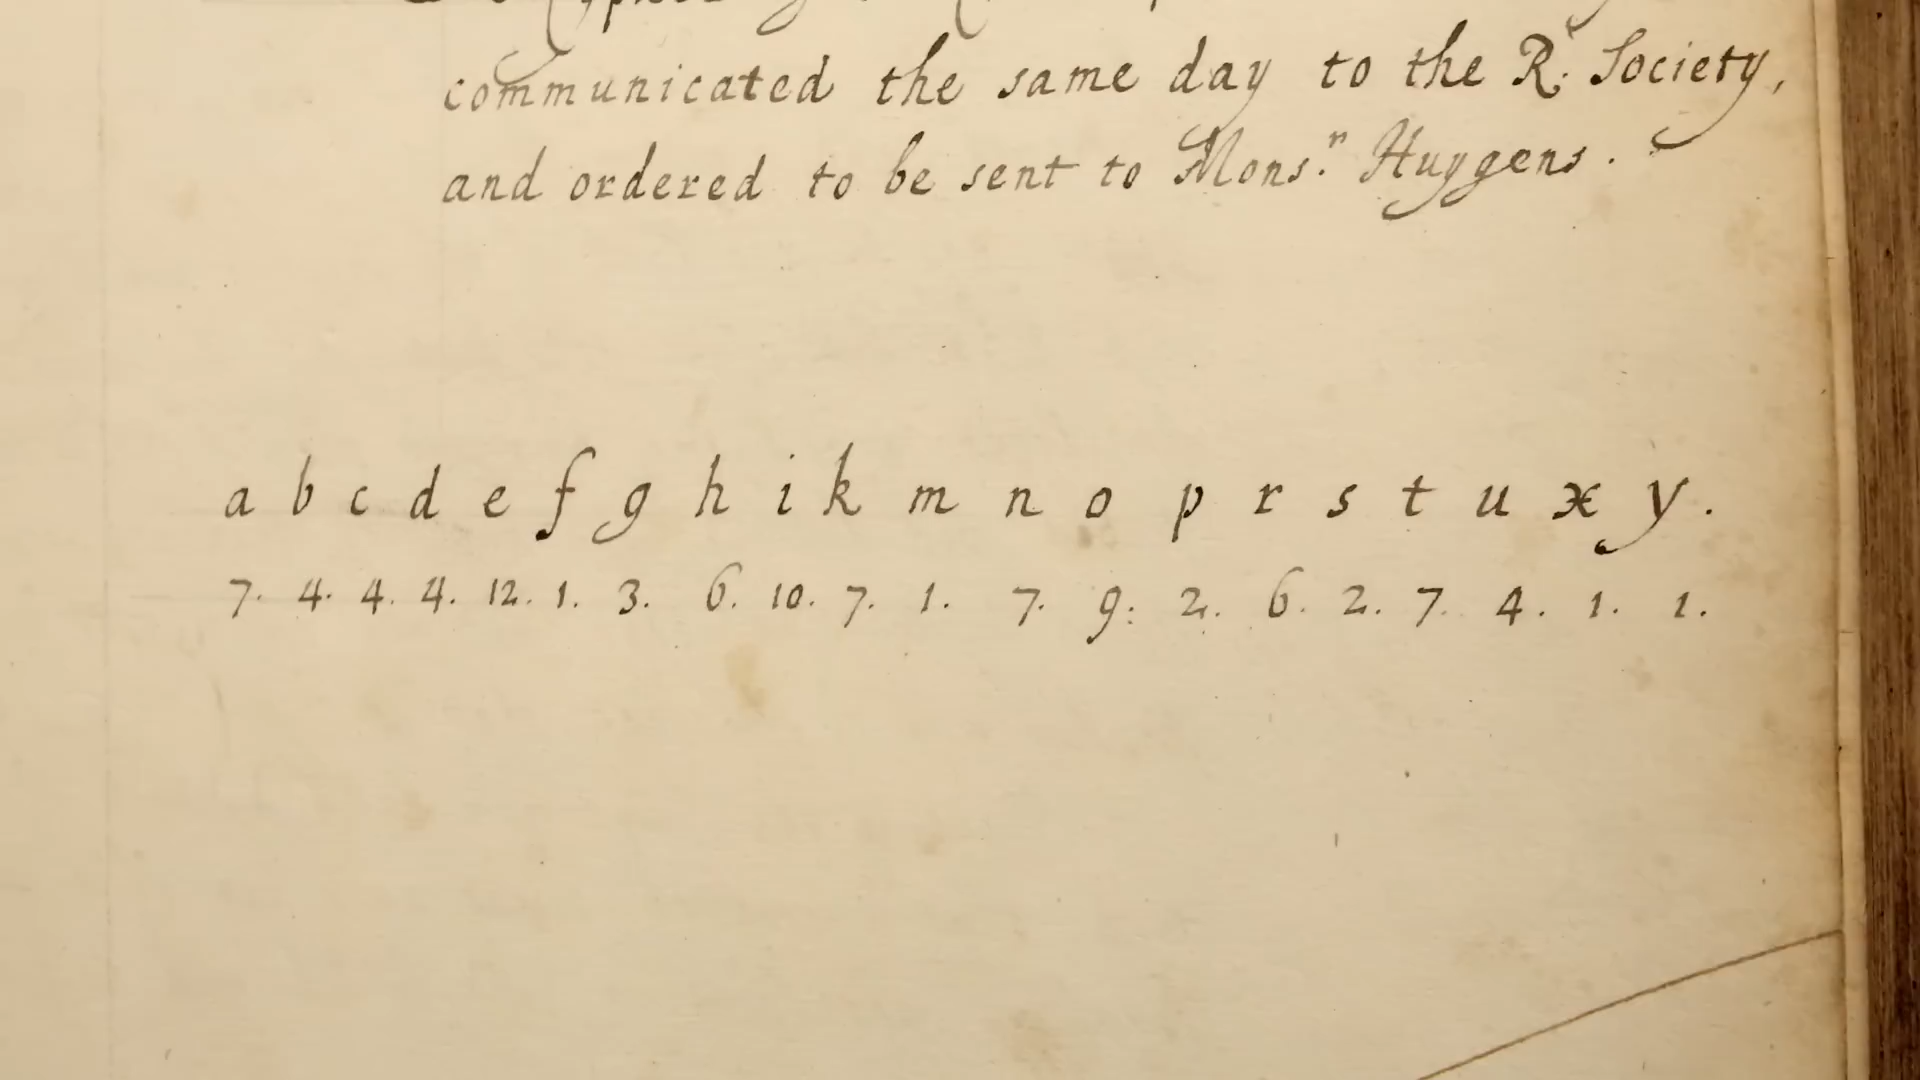 communicated the same day to the R. Society,
and ordered to be sent to Mons.r Huygens.
a b c d e f g h i k m n o p r s t u x y.
7. 4. 4. 4. 12. 1. 3. 6. 10. 7. 1. 7. 9: 2. 6. 2. 7. 4. 1. 1.